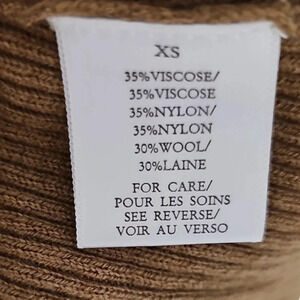 XS
35%VISCOSE/
35%VISCOSE
35%NYLON/
35%NYLON
30%WOOL/
30%LAINE
FOR CARE/
POUR LES SOINS
SEE REVERSE/
VOIR AU VERSO